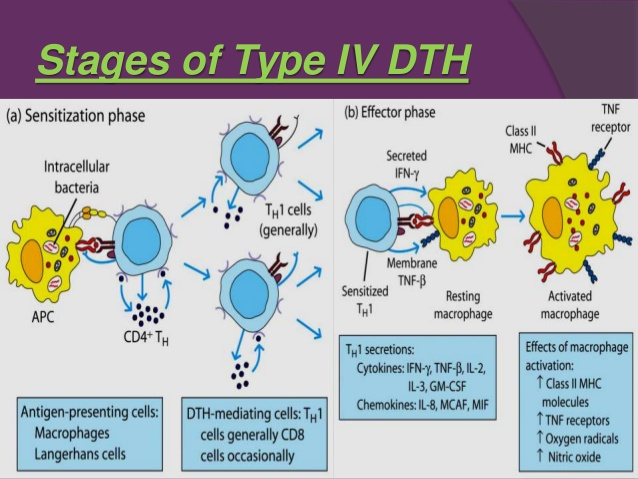 Stages of Type IV DTH
(a) Sensitization phase
Intracellular
bacteria
APC
CD4+ TH
TH1 cells
(generally)
Antigen-presenting cells:
Macrophages
Langerhans cells
DTH-mediating cells: TH1
cells generally CD8
cells occasionally
(b) Effector phase
Secreted
IFN-γ
Class II
MHC
TNF
receptor
Membrane
TNF-β
Sensitized
TH1
Resting
macrophage
Activated
macrophage
TH1 secretions:
Cytokines: IFN-γ, TNF-β, IL-2,
IL-3, GM-CSF
Chemokines: IL-8, MCAF, MIF
Effects of macrophage
activation:
↑ Class II MHC
molecules
↑ TNF receptors
↑ Oxygen radicals
↑ Nitric oxide